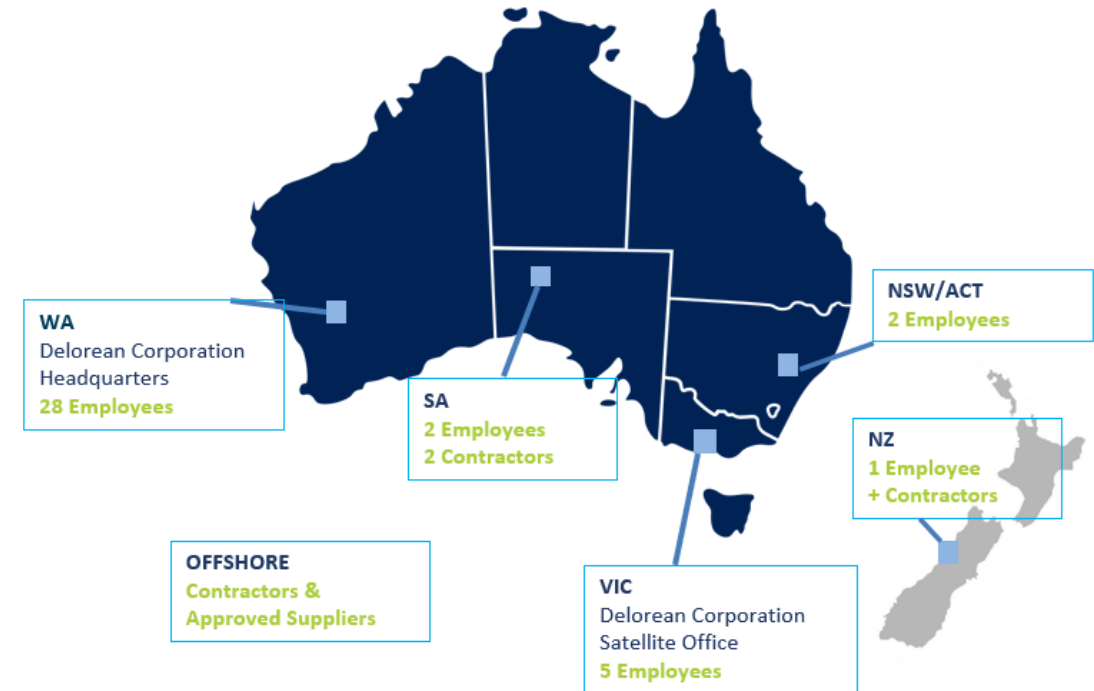 WA
Delorean Corporation
Headquarters
28 Employees
SA
2 Employees
2 Contractors
NSW/ACT
2 Employees
NZ
1 Employee
+ Contractors
OFFSHORE
Contractors &
Approved Suppliers
VIC
Delorean Corporation
Satellite Office
5 Employees